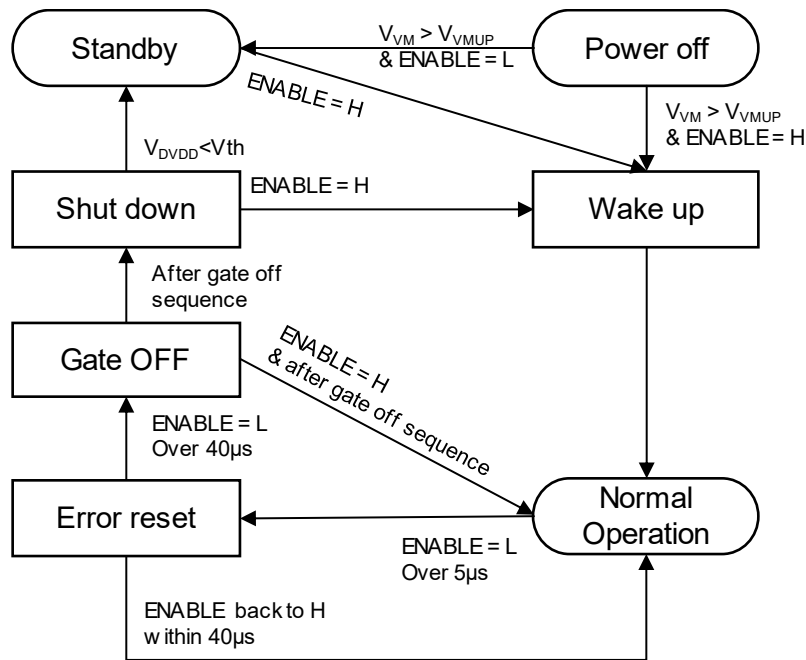 Standby
V_VM > V_VMUP
& ENABLE = L
Power off
ENABLE = H
V_VM > V_VMUP
& ENABLE = H
V_DVDD<Vth
Shut down
ENABLE = H
Wake up
After gate off
sequence
Gate OFF
ENABLE = H
& after gate off sequence
ENABLE = L
Over 40µs
Error reset
Normal
Operation
ENABLE = L
Over 5µs
ENABLE back to H
within 40µs